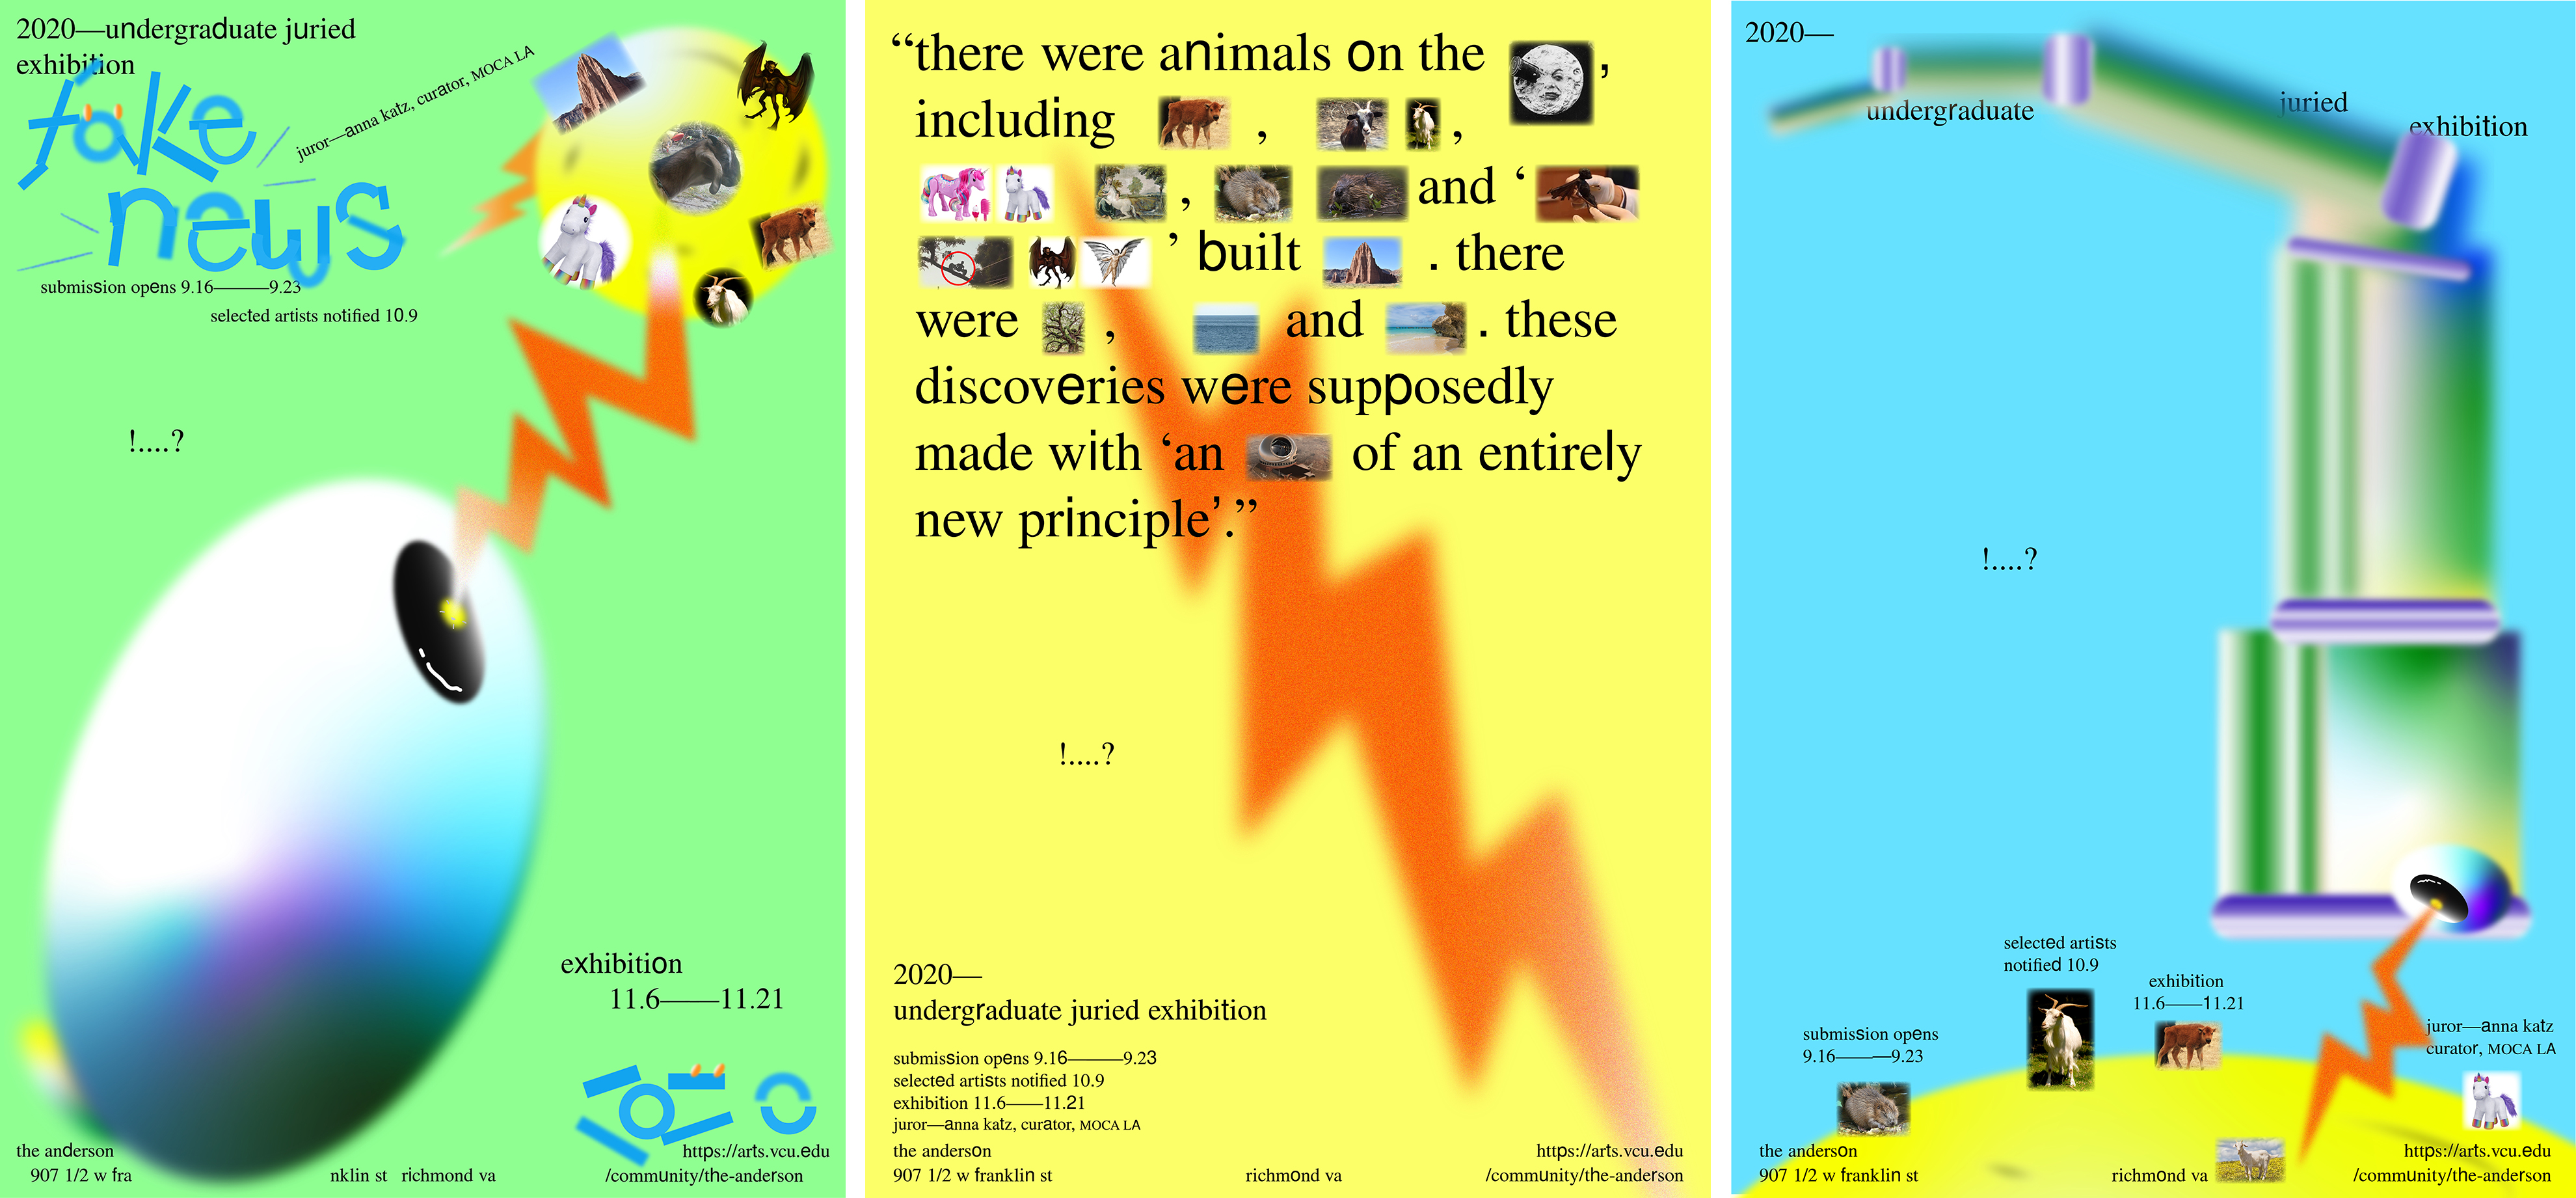 2020—undergraduate juried
exhibition
fake
news
juror—anna katz, curator, MOCA LA
submission opens 9.16———9.23
selected artists notified 10.9
!....?
exhibition
11.6——11.21
the anderson
907 1/2 w fra
nklin st richmond va
https://arts.vcu.edu
/community/the-anderson
“there were animals on the ,
including , ,
, and ‘
’ built . there
were , and . these
discoveries were supposedly
made with ‘an of an entirely
new principle’.”
!....?
2020—
undergraduate juried exhibition
submission opens 9.16———9.23
selected artists notified 10.9
exhibition 11.6——11.21
juror—anna katz, curator, MOCA LA
the anderson
907 1/2 w franklin st
richmond va
https://arts.vcu.edu
/community/the-anderson
2020—
undergraduate
juried
exhibition
!....?
selected artists
notified 10.9
exhibition
11.6——11.21
submission opens
9.16———9.23
juror—anna katz
curator, MOCA LA
the anderson
907 1/2 w franklin st
richmond va
https://arts.vcu.edu
/community/the-anderson